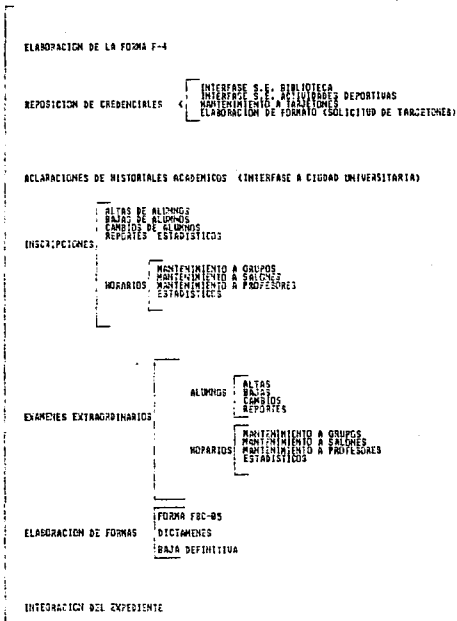 ELABORACION DE LA FORMA F-4
INTERFASE S.E. BIBLIOTECA
INTERFASE S.E. ACTIVIDADES DEPORTIVAS
REPOSICION DE CREDENCIALES
MANTENIMIENTO A TARJETONES
ELABORACION DE FORMATO (SOLICITUD DE TARGETONES)
ACLARACIONES DE HISTORIALES ACADEMICOS (INTERFASE A CIUDAD UNIVERSITARIA)
ALTAS DE ALUMNOS
BAJAS DE ALUMNOS
CAMBIOS DE ALUMNOS
REPORTES ESTADISTICOS
INSCRIPCIONES
MANTENIMIENTO A GRUPOS
MANTENIMIENTO A SALONES
HORARIOS MANTENIMIENTO A PROFESORES
ESTADISTICOS
ALTAS
ALUMNOS BAJAS
CAMBIOS
REPORTES
EXAMENES EXTRAORDINARIOS
MANTENIMIENTO A GRUPOS
MANTENIMIENTO A SALONES
HORARIOS MANTENIMIENTO A PROFESORES
ESTADISTICOS
FORMA FBC-05
ELABORACION DE FORMAS DICTAMENES
BAJA DEFINITIVA
INTEGRACION DEL EXPEDIENTE